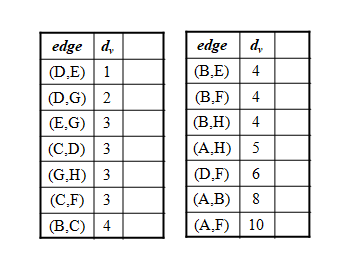 edge d_v
(D,E) 1
(D,G) 2
(E,G) 3
(C,D) 3
(G,H) 3
(C,F) 3
(B,C) 4
edge d_v
(B,E) 4
(B,F) 4
(B,H) 4
(A,H) 5
(D,F) 6
(A,B) 8
(A,F) 10